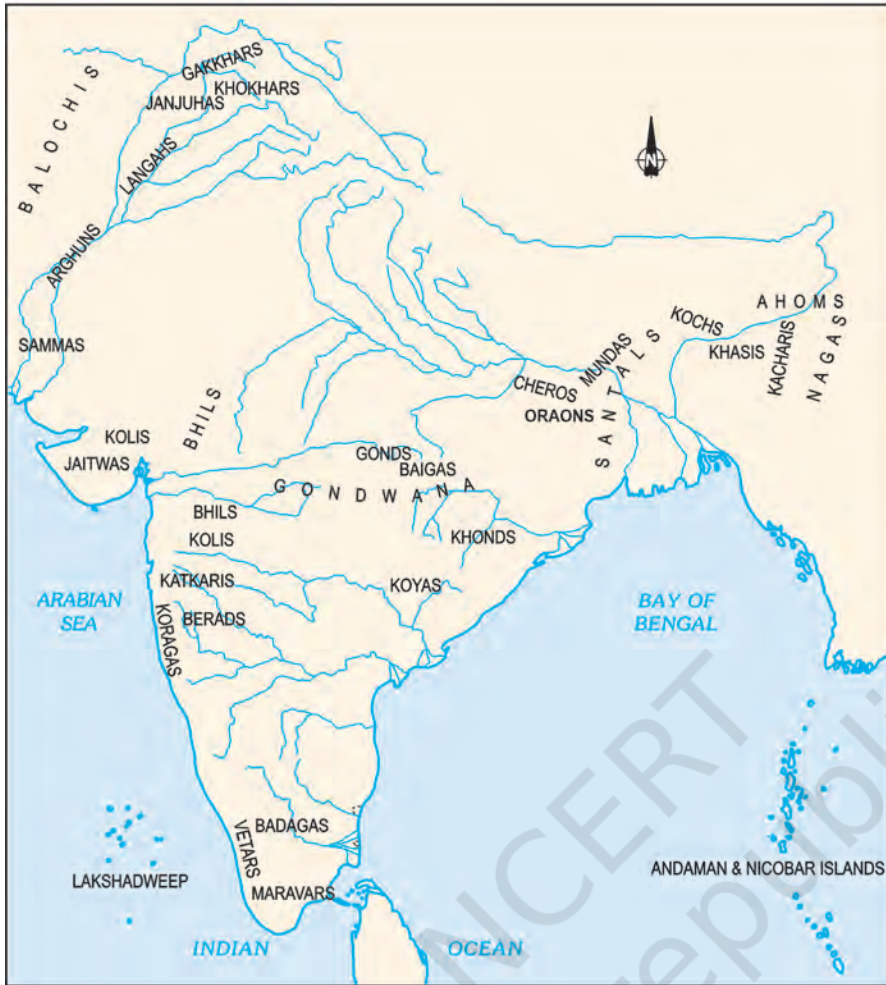 GAKKHARS
KHOKHARS
JANJUHAS
BALOCHIS
LANGAHS
ARGHUNS
SAMMAS
N
AHOMS
KOCHS
KHASIS
KACHARIS
NAGAS
MUNDAS
CHEROS
SANTALS
ORAONS
BHILS
KOLIS
JAITWAS
GONDS
BAIGAS
GONDWANA
BHILS
KOLIS
KHONDS
KATKARIS
KOYAS
BERADS
KORAGAS
ARABIAN
SEA
BAY OF
BENGAL
BADAGAS
VETARS
MARAVARS
LAKSHADWEEP
ANDAMAN & NICOBAR ISLANDS
INDIAN
OCEAN
NCERT
republi